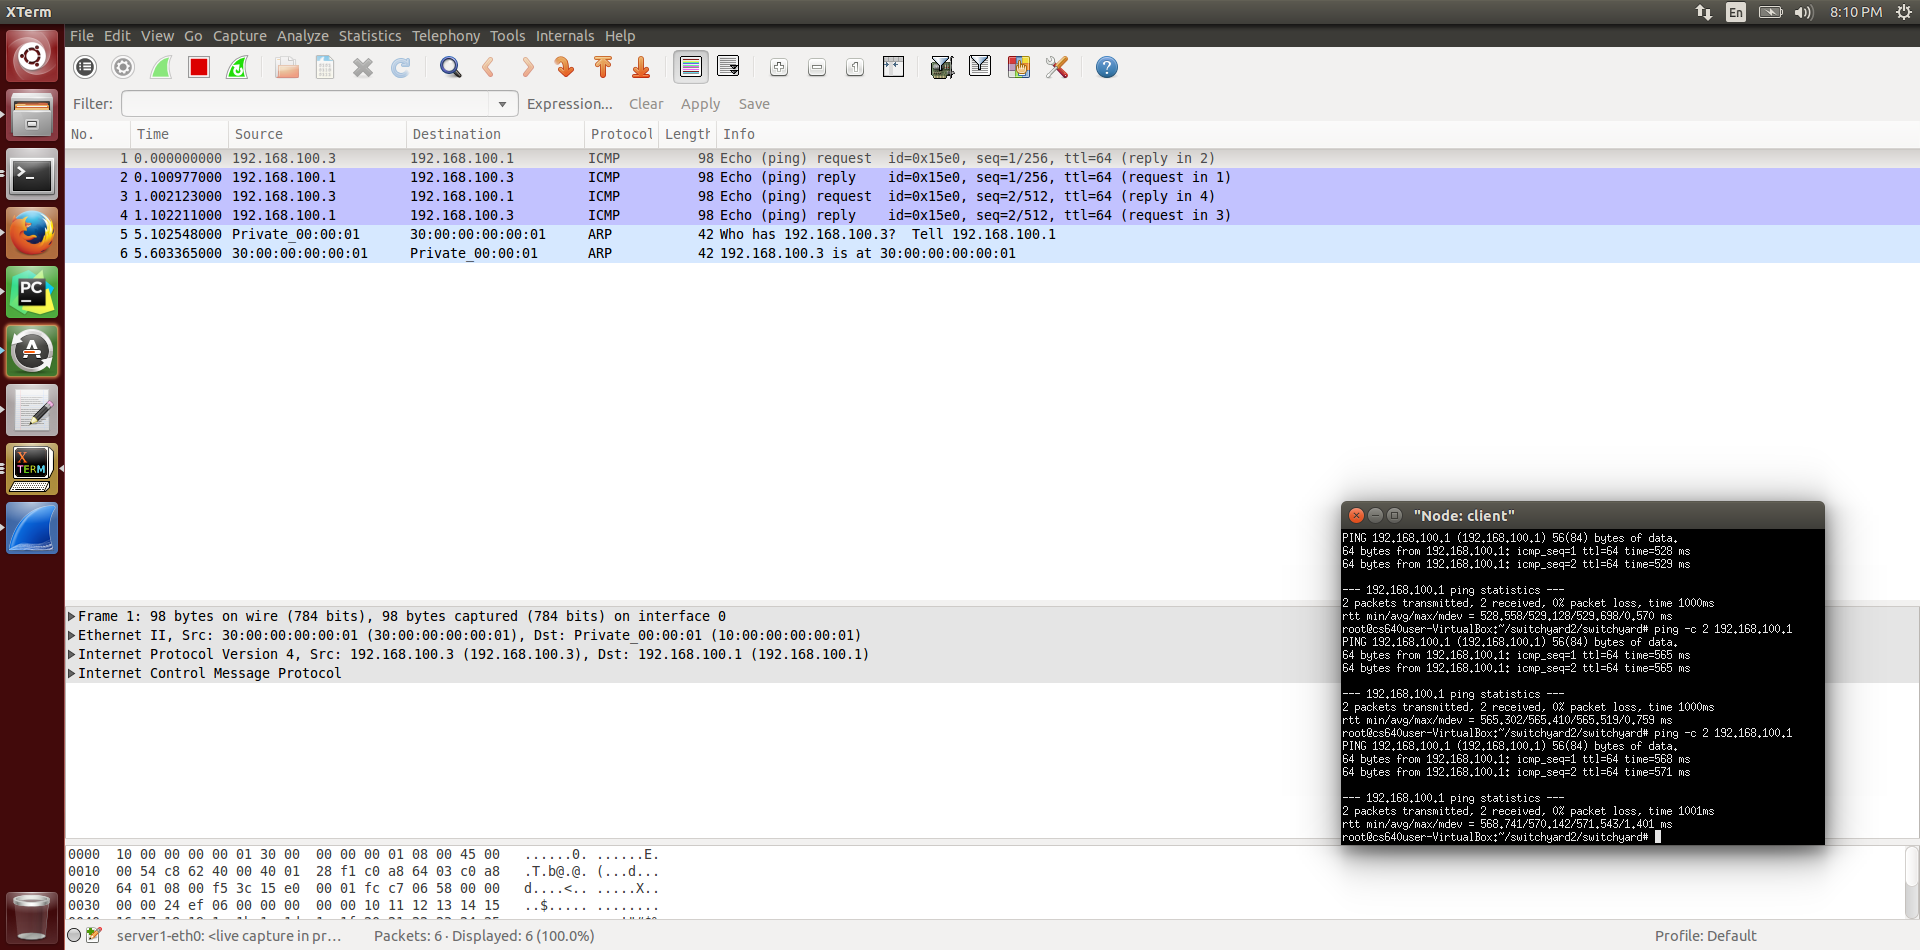 XTerm
En
8:10 PM
File Edit View Go Capture Analyze Statistics Telephony Tools Internals Help
Filter: Expression... Clear Apply Save
No. Time Source Destination Protocol Length Info
1 0.000000000 192.168.100.3 192.168.100.1 ICMP 98 Echo (ping) request id=0x15e0, seq=1/256, ttl=64 (reply in 2)
2 0.100977000 192.168.100.1 192.168.100.3 ICMP 98 Echo (ping) reply id=0x15e0, seq=1/256, ttl=64 (request in 1)
3 1.002123000 192.168.100.3 192.168.100.1 ICMP 98 Echo (ping) request id=0x15e0, seq=2/512, ttl=64 (reply in 4)
4 1.102211000 192.168.100.1 192.168.100.3 ICMP 98 Echo (ping) reply id=0x15e0, seq=2/512, ttl=64 (request in 3)
5 5.102548000 Private_00:00:01 30:00:00:00:00:01 ARP 42 Who has 192.168.100.3? Tell 192.168.100.1
6 5.603365000 30:00:00:00:00:01 Private_00:00:01 ARP 42 192.168.100.3 is at 30:00:00:00:00:01
PC
X
TERM
Frame 1: 98 bytes on wire (784 bits), 98 bytes captured (784 bits) on interface 0
Ethernet II, Src: 30:00:00:00:00:01 (30:00:00:00:00:01), Dst: Private_00:00:01 (10:00:00:00:00:01)
Internet Protocol Version 4, Src: 192.168.100.3 (192.168.100.3), Dst: 192.168.100.1 (192.168.100.1)
Internet Control Message Protocol
"Node: client"
PING 192.168.100.1 (192.168.100.1) 56(84) bytes of data.
64 bytes from 192.168.100.1: icmp_seq=1 ttl=64 time=528 ms
64 bytes from 192.168.100.1: icmp_seq=2 ttl=64 time=529 ms
--- 192.168.100.1 ping statistics ---
2 packets transmitted, 2 received, 0% packet loss, time 1000ms
rtt min/avg/max/mdev = 528.558/529.128/529.698/0.570 ms
root@cs640user-VirtualBox:~/switchyard2/switchyard# ping -c 2 192.168.100.1
PING 192.168.100.1 (192.168.100.1) 56(84) bytes of data.
64 bytes from 192.168.100.1: icmp_seq=1 ttl=64 time=565 ms
64 bytes from 192.168.100.1: icmp_seq=2 ttl=64 time=565 ms
--- 192.168.100.1 ping statistics ---
2 packets transmitted, 2 received, 0% packet loss, time 1000ms
rtt min/avg/max/mdev = 565.302/565.410/565.519/0.759 ms
root@cs640user-VirtualBox:~/switchyard2/switchyard# ping -c 2 192.168.100.1
PING 192.168.100.1 (192.168.100.1) 56(84) bytes of data.
64 bytes from 192.168.100.1: icmp_seq=1 ttl=64 time=568 ms
64 bytes from 192.168.100.1: icmp_seq=2 ttl=64 time=571 ms
--- 192.168.100.1 ping statistics ---
2 packets transmitted, 2 received, 0% packet loss, time 1001ms
rtt min/avg/max/mdev = 568.741/570.142/571.543/1.401 ms
root@cs640user-VirtualBox:~/switchyard2/switchyard#
0000 10 00 00 00 00 01 30 00 00 00 00 01 08 00 45 00 ......0. ......E.
0010 00 54 c8 62 40 00 40 01 28 f1 c0 a8 64 03 c0 a8 .T.b@.@. (...d...
0020 64 01 08 00 f5 3c 15 e0 00 01 fc c7 06 58 00 00 d....<.. .....X..
0030 00 00 24 ef 06 00 00 00 00 00 10 11 12 13 14 15 ..$..... ........
server1-eth0: <live capture in pr... Packets: 6 · Displayed: 6 (100.0%) Profile: Default